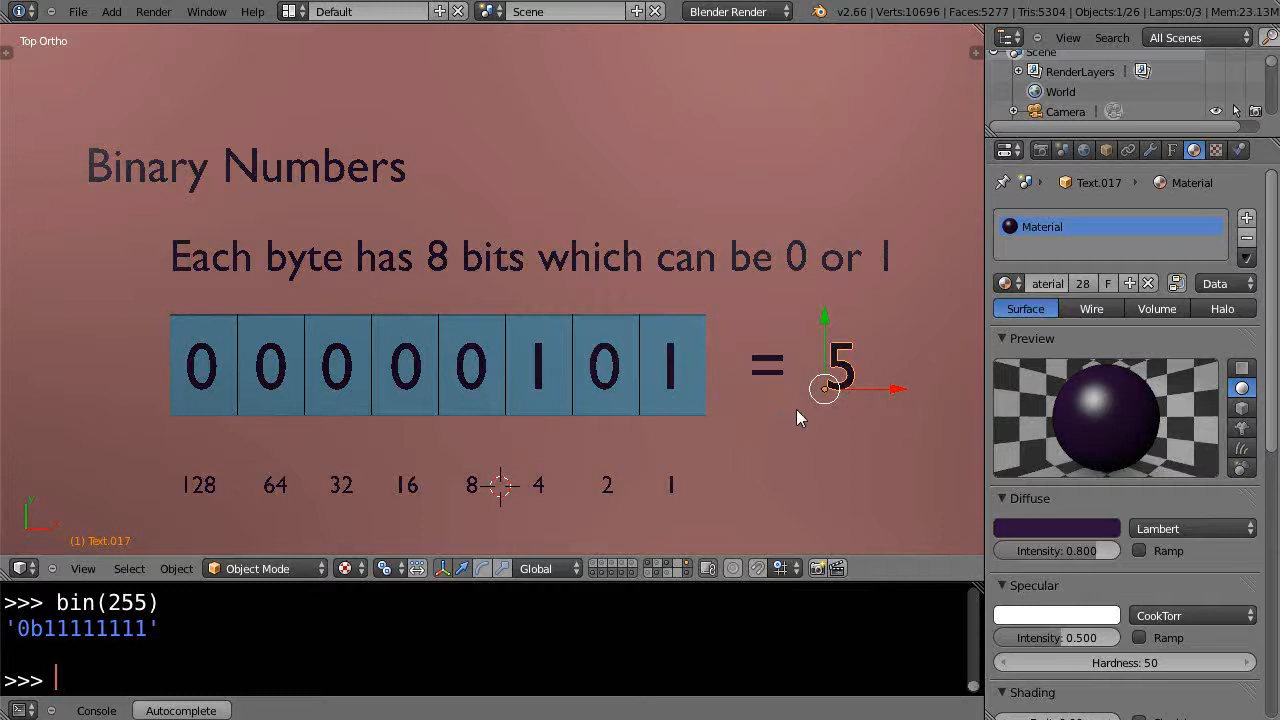 File Add Render Window Help Default Scene Blender Render v2.66 | Verts:10696 | Faces:5277 | Tris:5304 | Objects:1/26 | Lamps:0/3 | Mem:23.13M
Top Ortho
View Search All Scenes
Scene
RenderLayers |
World
Camera |
Binary Numbers
Each byte has 8 bits which can be 0 or 1
0 0 0 0 0 1 0 1 = 5
128 64 32 16 8 4 2 1
y
x
(1) Text.017
View Select Object Object Mode Global
>>> bin(255)
'0b11111111'
>>>
Console Autocomplete
Text.017 Material
Material
aterial 28 F Data
Surface Wire Volume Halo
Preview
Diffuse
Lambert
Intensity: 0.800 Ramp
Specular
CookTorr
Intensity: 0.500 Ramp
Hardness: 50
Shading